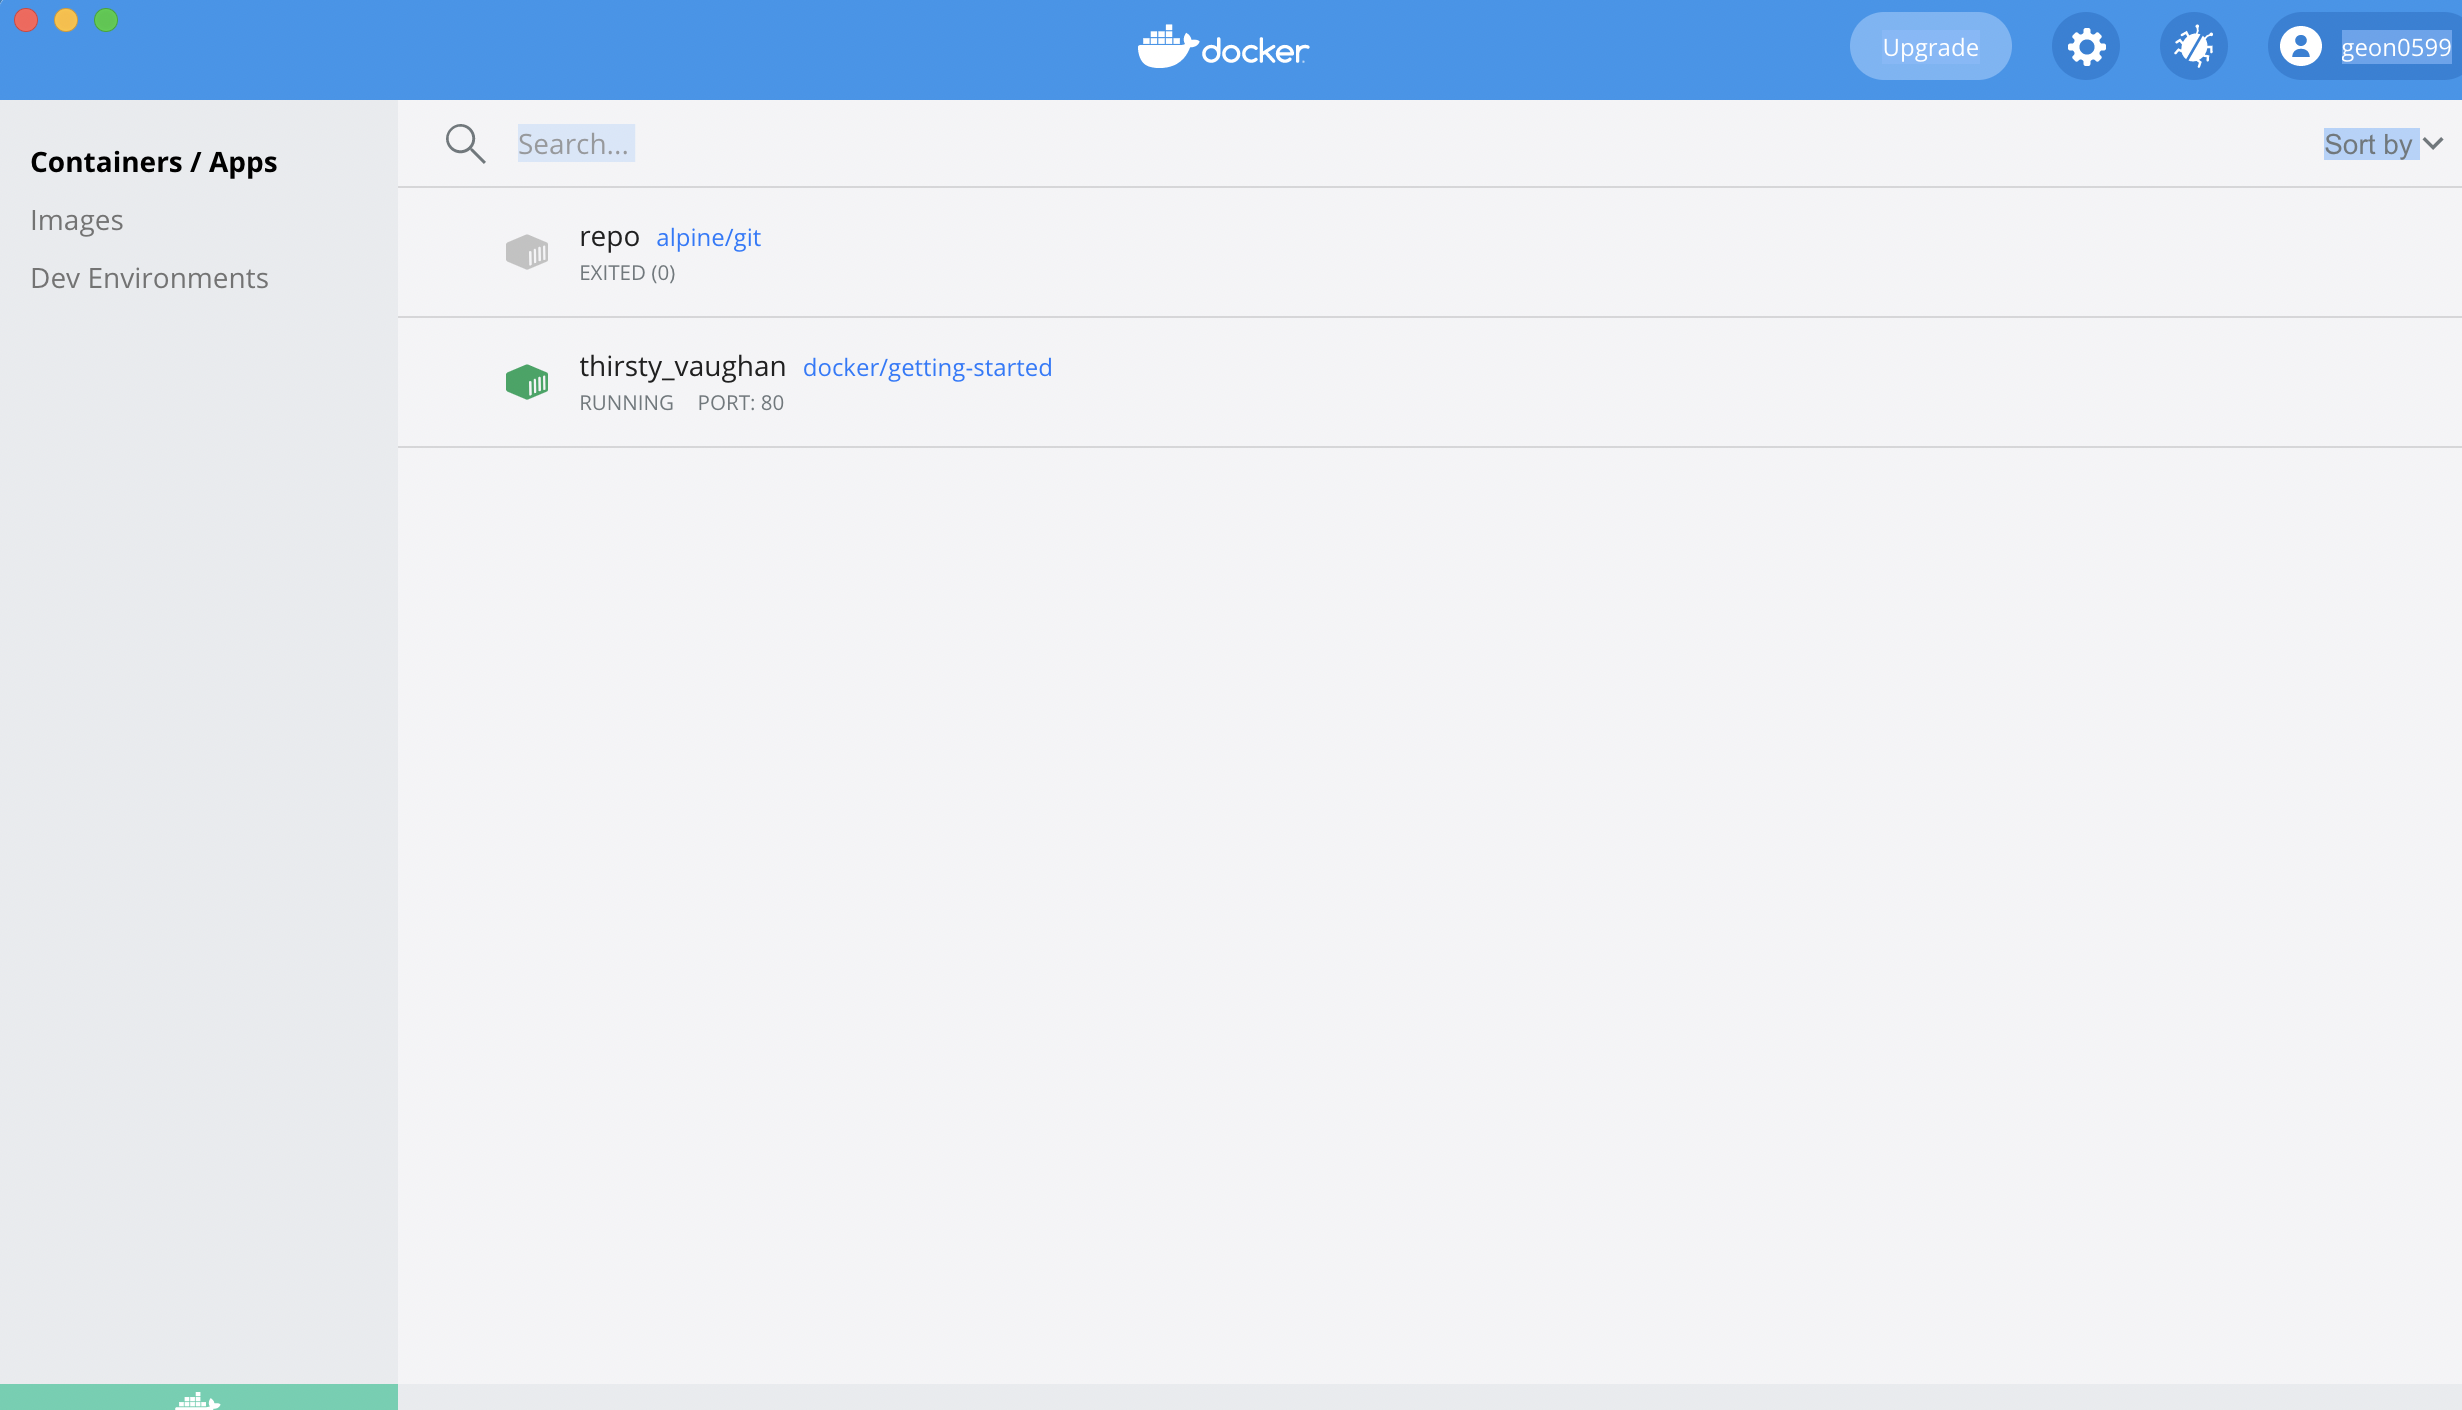 docker
Upgrade
geon0599
Containers / Apps
Images
Dev Environments
Search...
Sort by
repo alpine/git
EXITED (0)
thirsty_vaughan docker/getting-started
RUNNING PORT: 80